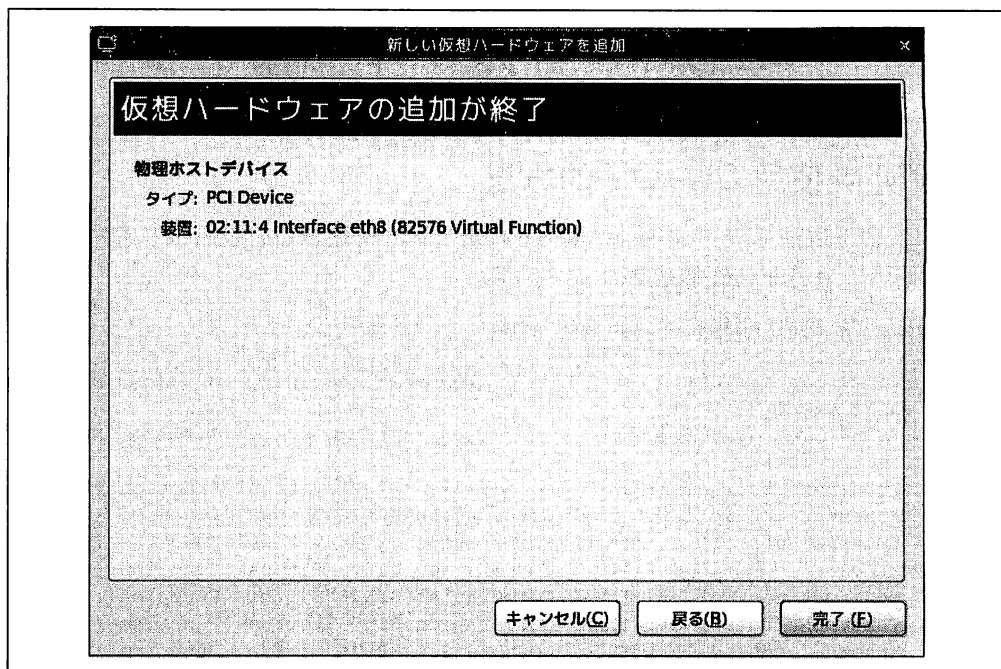 新しい仮想ハードウェアを追加
仮想ハードウェアの追加が終了
物理ホストデバイス
タイプ: PCI Device
装置: 02:11:4 Interface eth8 (82576 Virtual Function)
キャンセル(C) 戻る(B) 完了 (F)